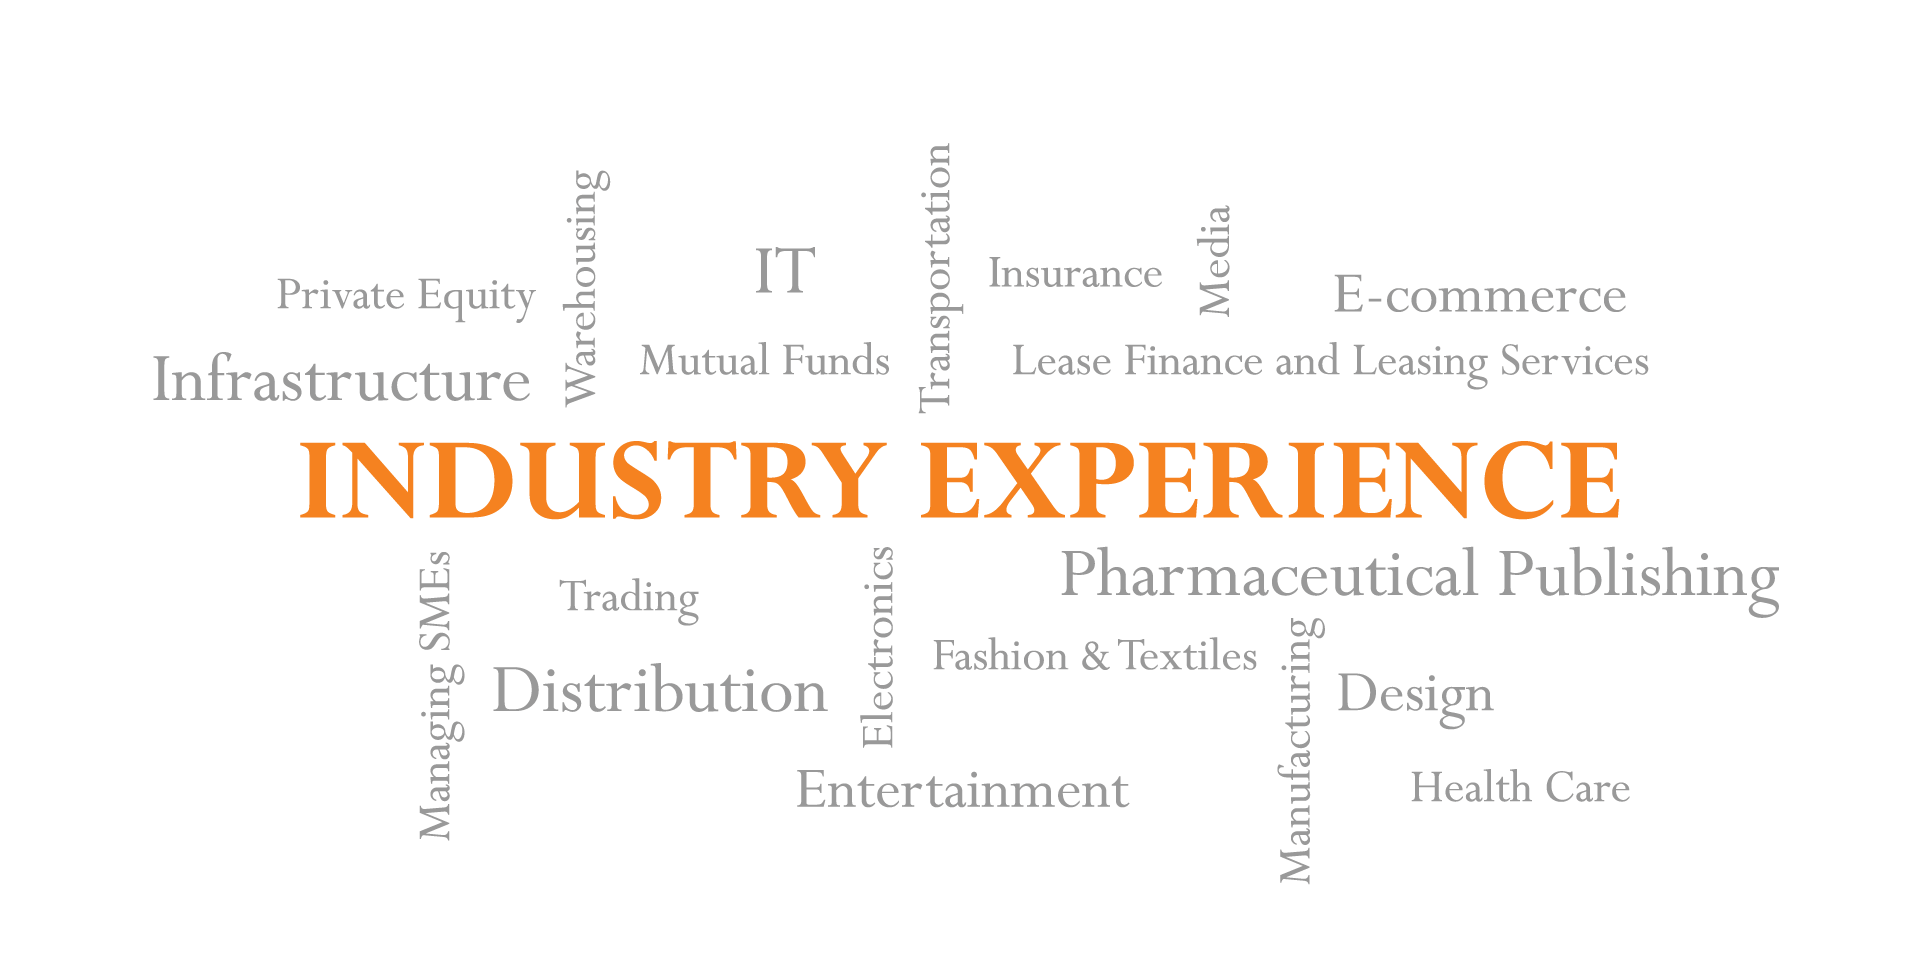 Warehousing
Transportation
Media
IT
Insurance
Private Equity
E-commerce
Infrastructure
Mutual Funds
Lease Finance and Leasing Services
INDUSTRY EXPERIENCE
Managing SMEs
Trading
Electronics
Pharmaceutical Publishing
Distribution
Fashion & Textiles
Manufacturing
Design
Entertainment
Health Care